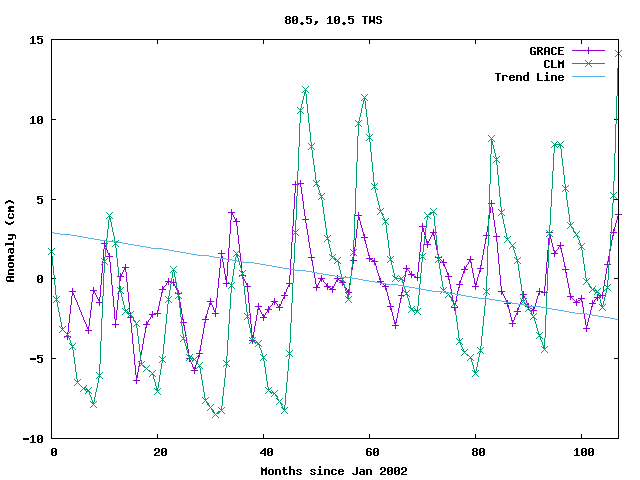 80.5, 10.5 TWS
GRACE
CLM
Trend Line
15
10
5
0
-5
-10
Anomaly (cm)
0 20 40 60 80 100
Months since Jan 2002